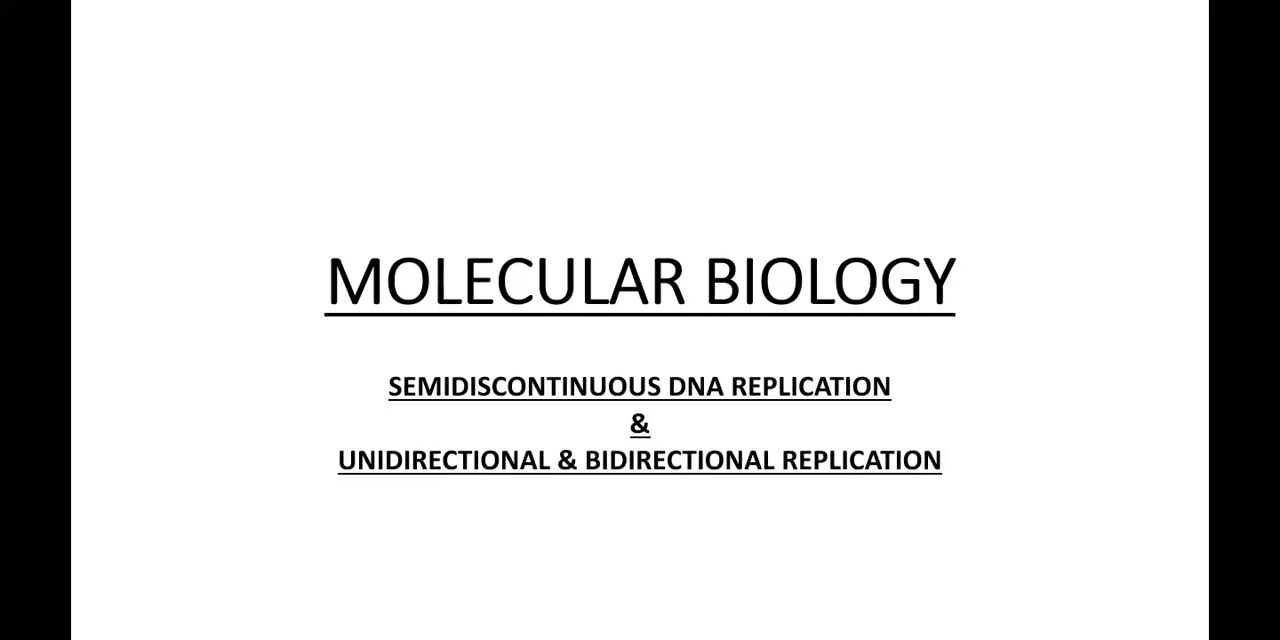 MOLECULAR BIOLOGY
SEMIDISCONTINUOUS DNA REPLICATION
&
UNIDIRECTIONAL & BIDIRECTIONAL REPLICATION